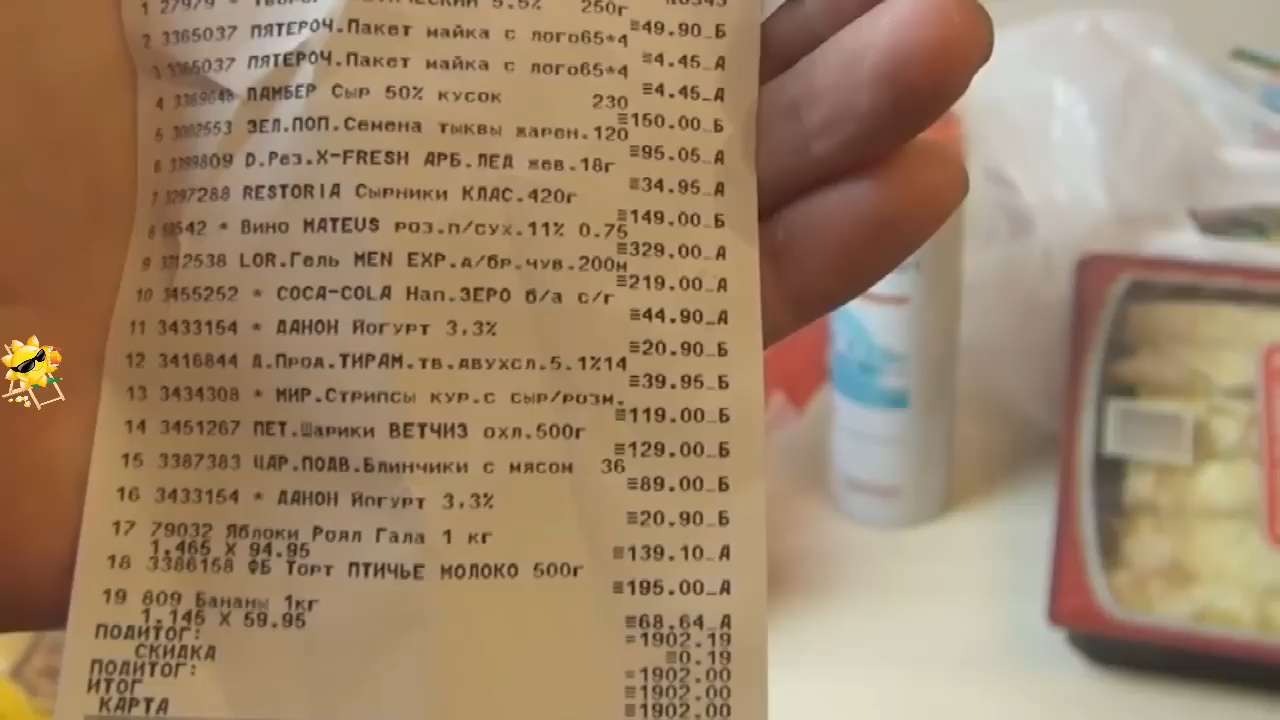 250г
≡49.90_Б
2 3365037 ПЯТЕРОЧ.Пакет майка с лого65*4
≡4.45_А
3365037 ПЯТЕРОЧ.Пакет майка с лого65*4
≡4.45_А
4 ЛАМБЕР Сыр 50% кусок 230
≡150.00_Б
5 3002553 ЗЕЛ.ПОП.Семена тыквы жарен.120
≡95.05_А
6 3399809 D.Рез.X-FRESH АРБ.ЛЕД жев.18г
≡34.95_А
7 3297288 RESTORIA Сырники КЛАС.420г
≡149.00_Б
8 * Вино MATEUS роз.п/сух.11% 0.75
≡329.00_А
9 3212538 LOR.Гель MEN EXP.д/бр.чув.200м
≡219.00_А
10 3455252 * COCA-COLA Нап.ЗЕРО б/а с/г
≡44.90_А
11 3433154 * ДАНОН Йогурт 3,3%
≡20.90_Б
12 3416844 Д.Прод.ТИРАМ.тв.двухсл.5.1%14
≡39.95_Б
13 3434308 * МИР.Стрипсы кур.с сыр/розм.
≡119.00_Б
14 3451267 ПЕТ.Шарики ВЕТЧИЗ охл.500г
≡129.00_Б
15 3387383 ЦАР.ПОДВ.Блинчики с мясом 36
≡89.00_Б
16 3433154 * ДАНОН Йогурт 3,3%
≡20.90_Б
17 79032 Яблоки Роял Гала 1 кг
1.465 X 94.95 ≡139.10_А
18 3386158 ФБ Торт ПТИЧЬЕ МОЛОКО 500г
≡195.00_А
19 609 Бананы 1кг
1.145 X 59.95 ≡68.64_А
ПОДИТОГ: =1902.19
СКИДКА ≡0.19
ПОДИТОГ: =1902.00
ИТОГ ≡1902.00
КАРТА ≡1902.00